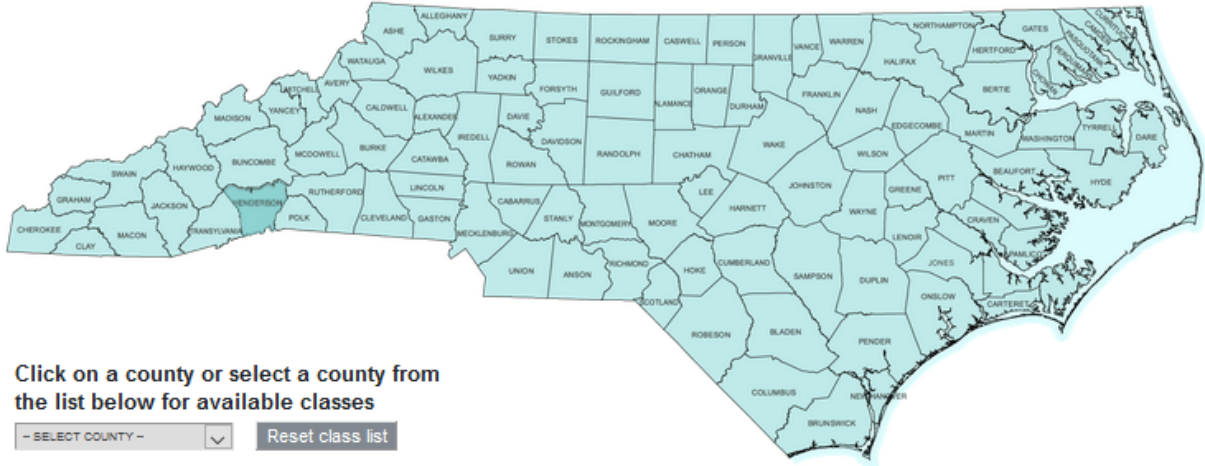 ALLEGHANY
ASHE
SURRY
STOKES
ROCKINGHAM
CASWELL
PERSON
GRANVILLE
VANCE
WARREN
NORTHAMPTON
GATES
CURRITUCK
CAMDEN
PASQUOTANK
PERQUIMANS
CHOWAN
HERTFORD
HALIFAX
WATAUGA
WILKES
YADKIN
FORSYTH
GUILFORD
ALAMANCE
ORANGE
DURHAM
FRANKLIN
NASH
BERTIE
AVERY
MITCHELL
YANCEY
MADISON
CALDWELL
ALEXANDER
IREDELL
DAVIE
DAVIDSON
RANDOLPH
CHATHAM
WAKE
EDGECOMBE
MARTIN
WASHINGTON
TYRRELL
DARE
BURKE
MCDOWELL
BUNCOMBE
HAYWOOD
SWAIN
GRAHAM
CATAWBA
ROWAN
WILSON
PITT
BEAUFORT
HYDE
LINCOLN
RUTHERFORD
HENDERSON
JACKSON
CHEROKEE
CLAY
MACON
TRANSYLVANIA
POLK
CLEVELAND
GASTON
MECKLENBURG
CABARRUS
STANLY
MONTGOMERY
MOORE
LEE
HARNETT
JOHNSTON
WAYNE
GREENE
LENOIR
CRAVEN
PAMLICO
JONES
UNION
ANSON
RICHMOND
SCOTLAND
HOKE
CUMBERLAND
SAMPSON
DUPLIN
ONSLOW
CARTERET
ROBESON
BLADEN
PENDER
COLUMBUS
NEW HANOVER
BRUNSWICK
Click on a county or select a county from
the list below for available classes
-- SELECT COUNTY --
Reset class list